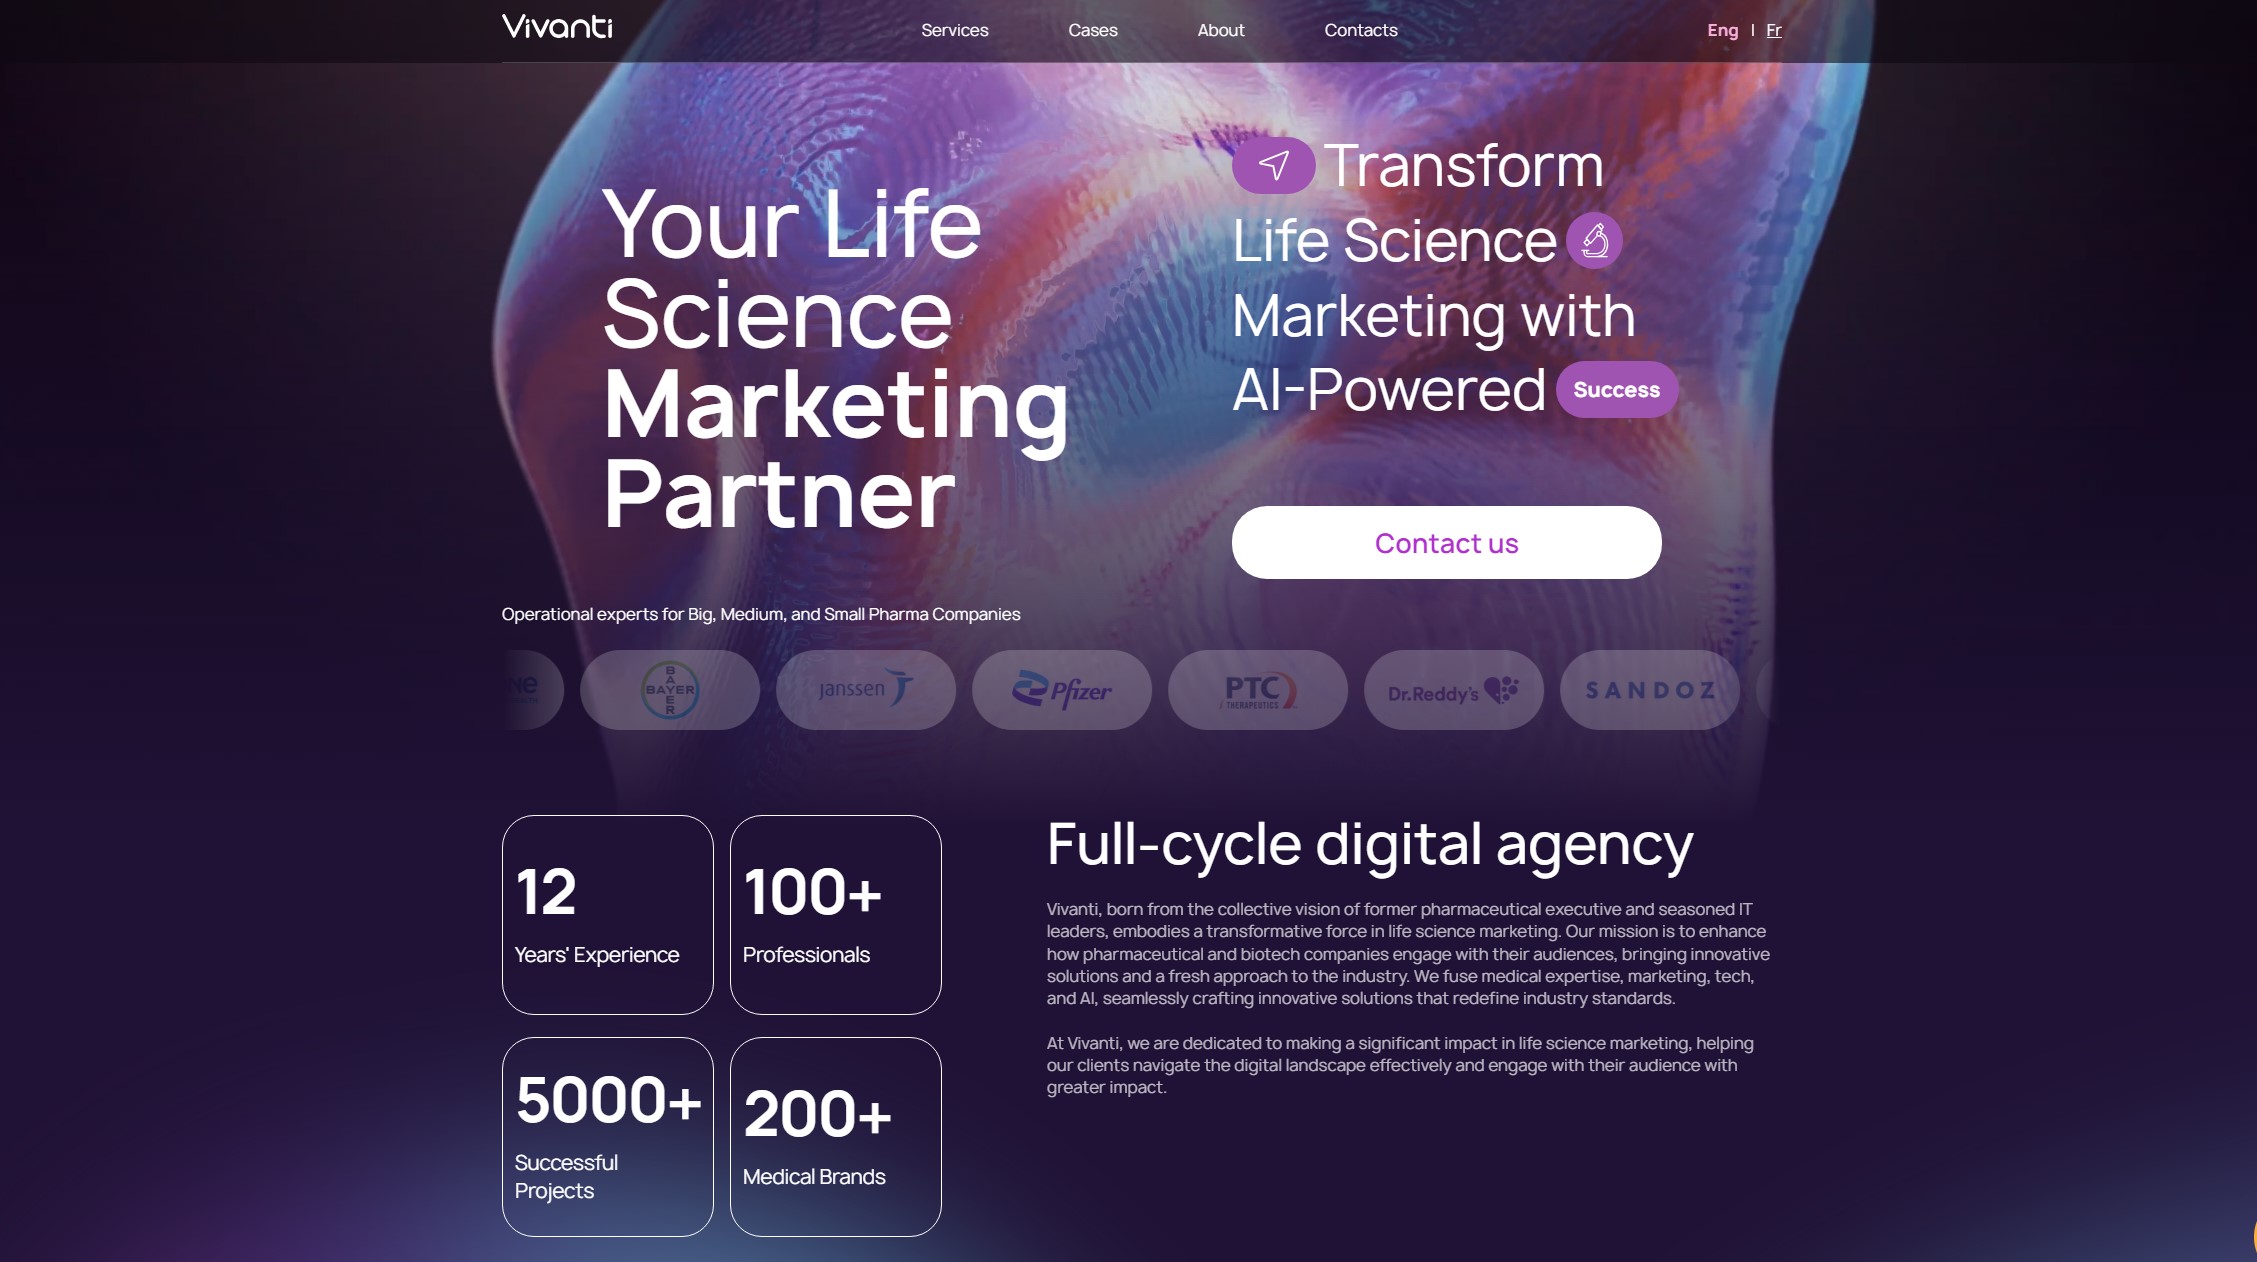 Vivanti
Services
Cases
About
Contacts
Eng | Fr
Your Life
Science
Marketing
Partner
Transform
Life Science
Marketing with
AI-Powered Success
Contact us
Operational experts for Big, Medium, and Small Pharma Companies
BAYER
BAYER
janssen
Pfizer
PTC
THERAPEUTICS
Dr.Reddy's
SANDOZ
12
Years' Experience
100+
Professionals
5000+
Successful
Projects
200+
Medical Brands
Full-cycle digital agency
Vivanti, born from the collective vision of former pharmaceutical executive and seasoned IT
leaders, embodies a transformative force in life science marketing. Our mission is to enhance
how pharmaceutical and biotech companies engage with their audiences, bringing innovative
solutions and a fresh approach to the industry. We fuse medical expertise, marketing, tech,
and AI, seamlessly crafting innovative solutions that redefine industry standards.
At Vivanti, we are dedicated to making a significant impact in life science marketing, helping
our clients navigate the digital landscape effectively and engage with their audience with
greater impact.